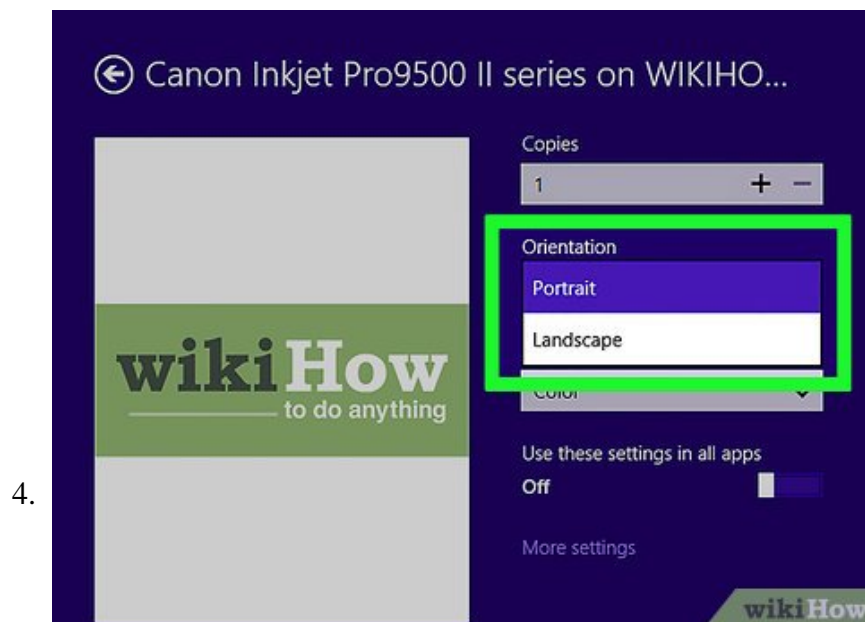 Canon Inkjet Pro9500 II series on WIKIHO...
Copies
1
Orientation
Portrait
Landscape
Color
Use these settings in all apps
Off
More settings
wikiHow
to do anything
4.
wikiHow